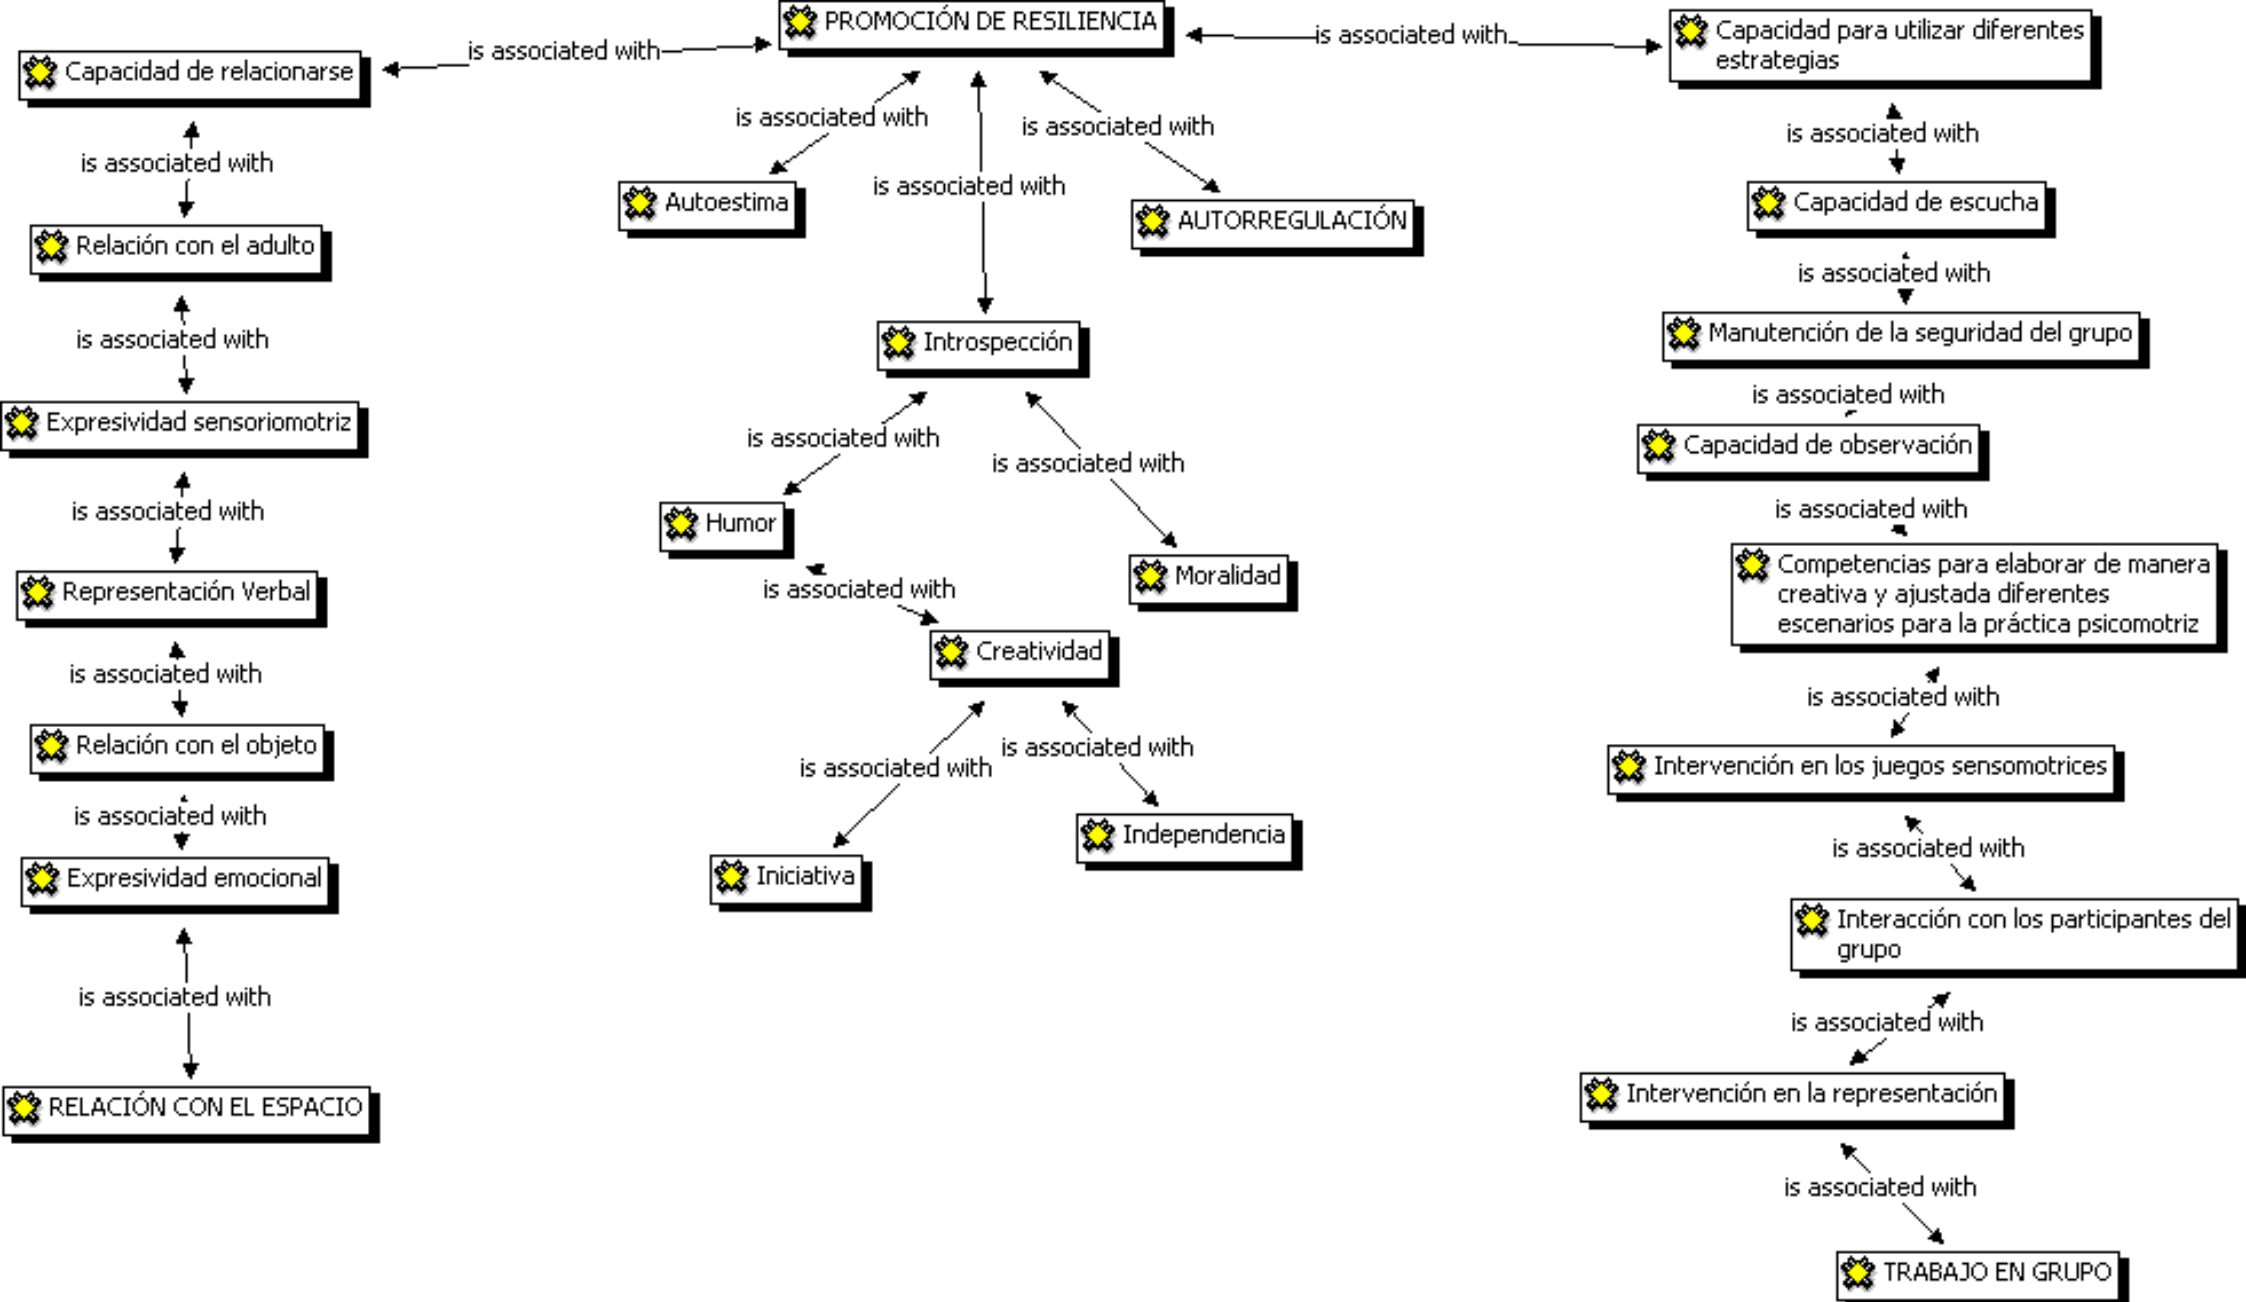 PROMOCIÓN DE RESILIENCIA
is associated with
is associated with
Capacidad de relacionarse
is associated with
Relación con el adulto
is associated with
Expresividad sensoriomotriz
is associated with
Representación Verbal
is associated with
Relación con el objeto
is associated with
Expresividad emocional
is associated with
RELACIÓN CON EL ESPACIO
is associated with
is associated with
is associated with
Autoestima
AUTORREGULACIÓN
Introspección
is associated with
is associated with
Humor
Moralidad
is associated with
Creatividad
is associated with
is associated with
Iniciativa
Independencia
Capacidad para utilizar diferentes
estrategias
is associated with
Capacidad de escucha
is associated with
Manutención de la seguridad del grupo
is associated with
Capacidad de observación
is associated with
Competencias para elaborar de manera
creativa y ajustada diferentes
escenarios para la práctica psicomotriz
is associated with
Intervención en los juegos sensomotrices
is associated with
Interacción con los participantes del
grupo
is associated with
Intervención en la representación
is associated with
TRABAJO EN GRUPO